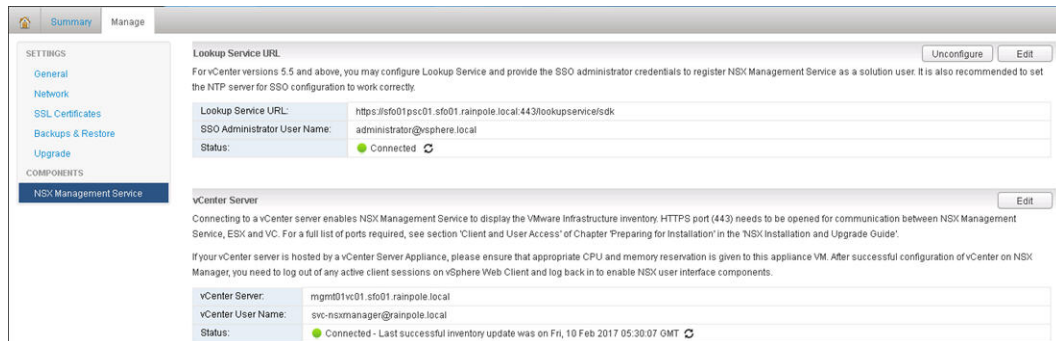 Summary Manage
SETTINGS
General
Network
SSL Certificates
Backups & Restore
Upgrade
COMPONENTS
NSX Management Service
Lookup Service URL Unconfigure Edit
For vCenter versions 5.5 and above, you may configure Lookup Service and provide the SSO administrator credentials to register NSX Management Service as a solution user. It is also recommended to set
the NTP server for SSO configuration to work correctly.
Lookup Service URL: https://sfo01psc01.sfo01.rainpole.local:443/lookupservice/sdk
SSO Administrator User Name: administrator@vsphere.local
Status: Connected
vCenter Server Edit
Connecting to a vCenter server enables NSX Management Service to display the VMware Infrastructure inventory. HTTPS port (443) needs to be opened for communication between NSX Management
Service, ESX and VC. For a full list of ports required, see section 'Client and User Access' of Chapter 'Preparing for Installation' in the 'NSX Installation and Upgrade Guide'.
If your vCenter server is hosted by a vCenter Server Appliance, please ensure that appropriate CPU and memory reservation is given to this appliance VM. After successful configuration of vCenter on NSX
Manager, you need to log out of any active client sessions on vSphere Web Client and log back in to enable NSX user interface components.
vCenter Server: mgmt01vc01.sfo01.rainpole.local
vCenter User Name: svc-nsxmanager@rainpole.local
Status: Connected - Last successful inventory update was on Fri, 10 Feb 2017 05:30:07 GMT